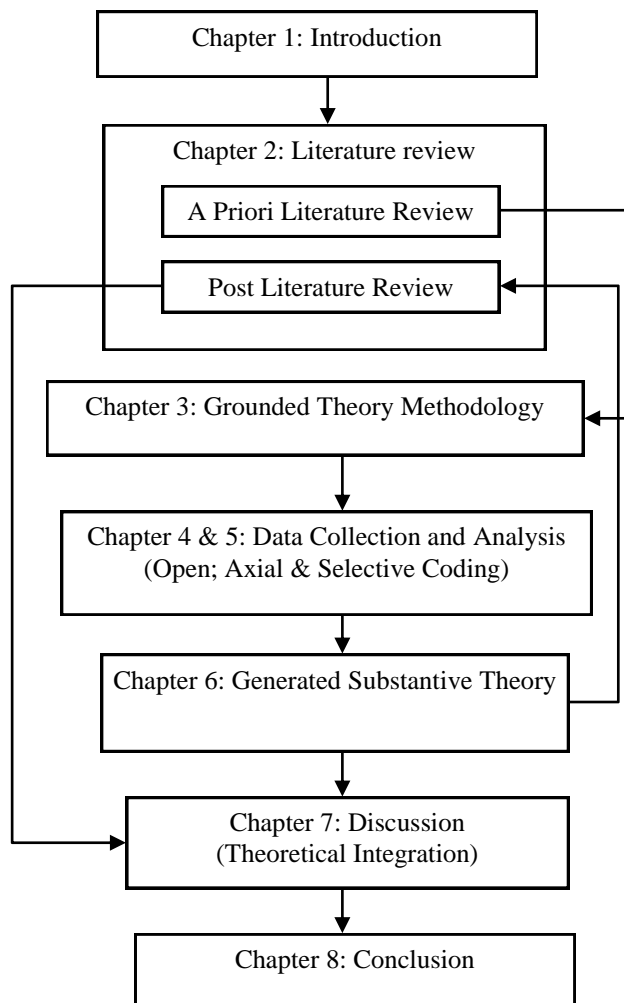 Chapter 1: Introduction
Chapter 2: Literature review
A Priori Literature Review
Post Literature Review
Chapter 3: Grounded Theory Methodology
Chapter 4 & 5: Data Collection and Analysis
(Open; Axial & Selective Coding)
Chapter 6: Generated Substantive Theory
Chapter 7: Discussion
(Theoretical Integration)
Chapter 8: Conclusion